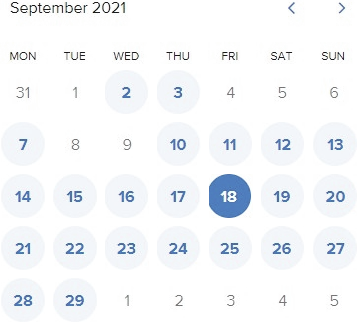 September 2021
MON TUE WED THU FRI SAT SUN
31 1 2 3 4 5 6
7 8 9 10 11 12 13
14 15 16 17 18 19 20
21 22 23 24 25 26 27
28 29 1 2 3 4 5